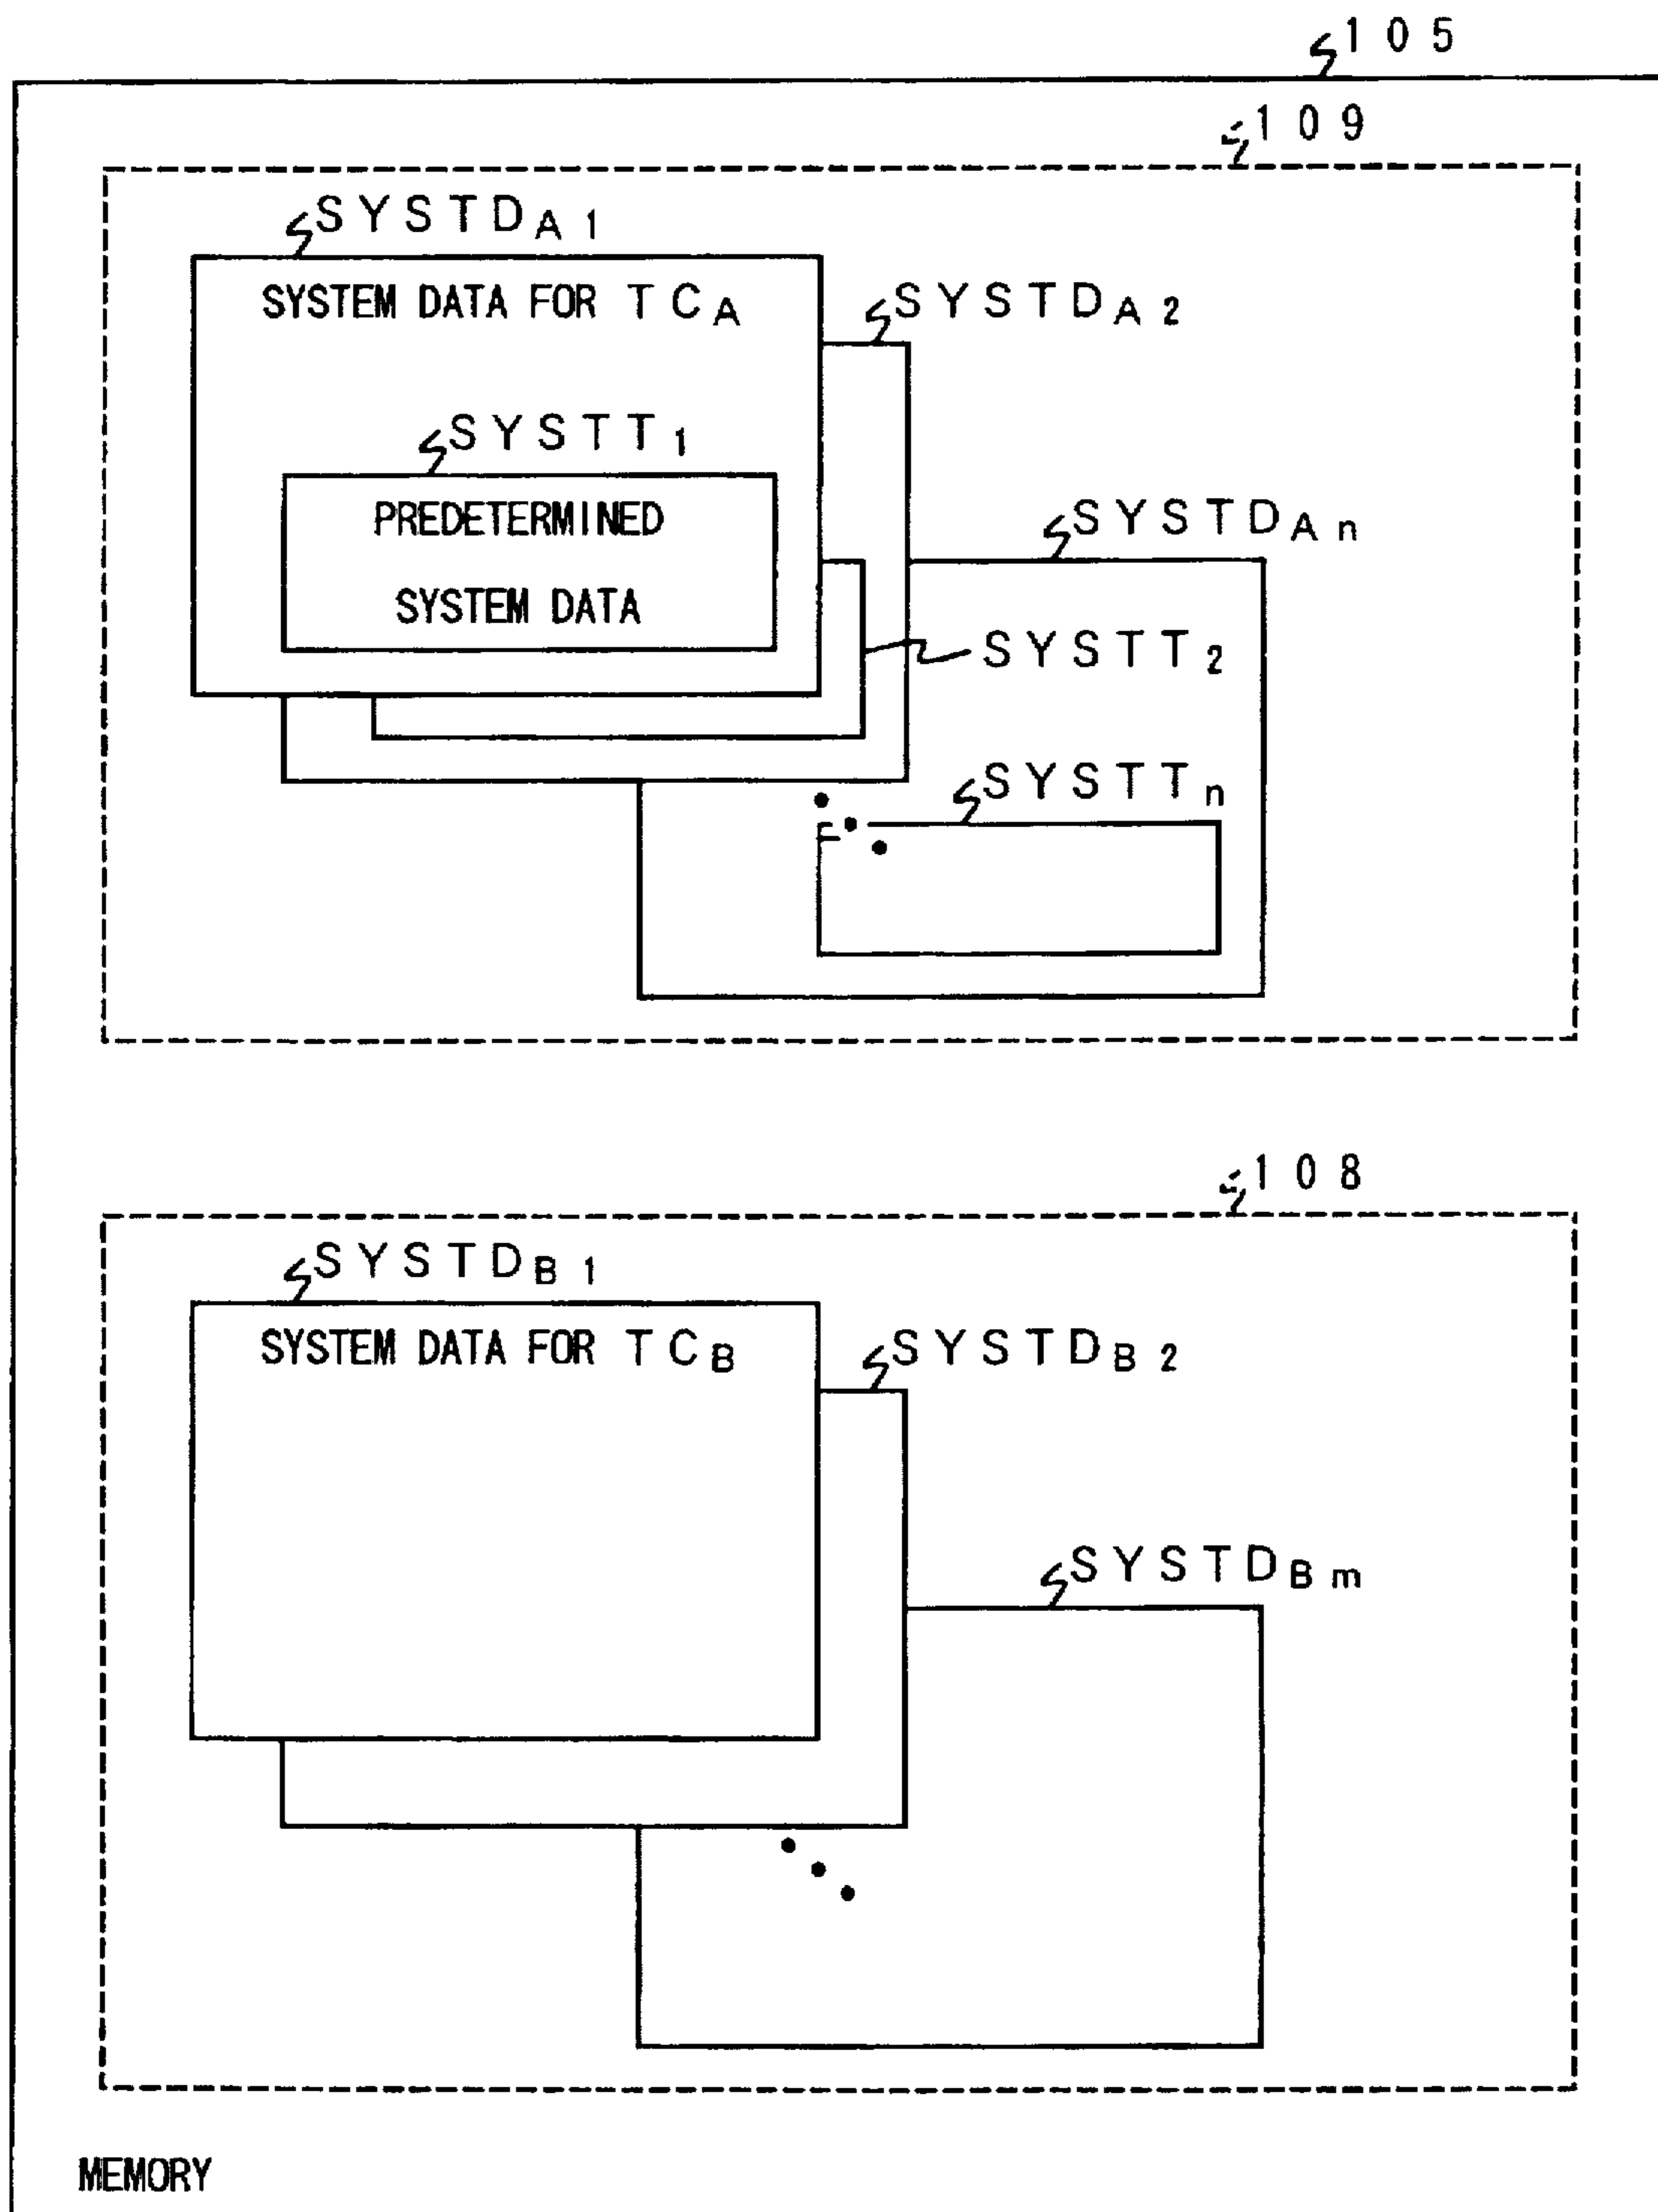 105
109
SYSTDA1
SYSTEM DATA FOR TCA
SYSTDA2
SYSTT1
PREDETERMINED
SYSTEM DATA
SYSTDAn
SYSTT2
SYSTTn
108
SYSTDB1
SYSTEM DATA FOR TCB
SYSTDB2
SYSTDBm
MEMORY